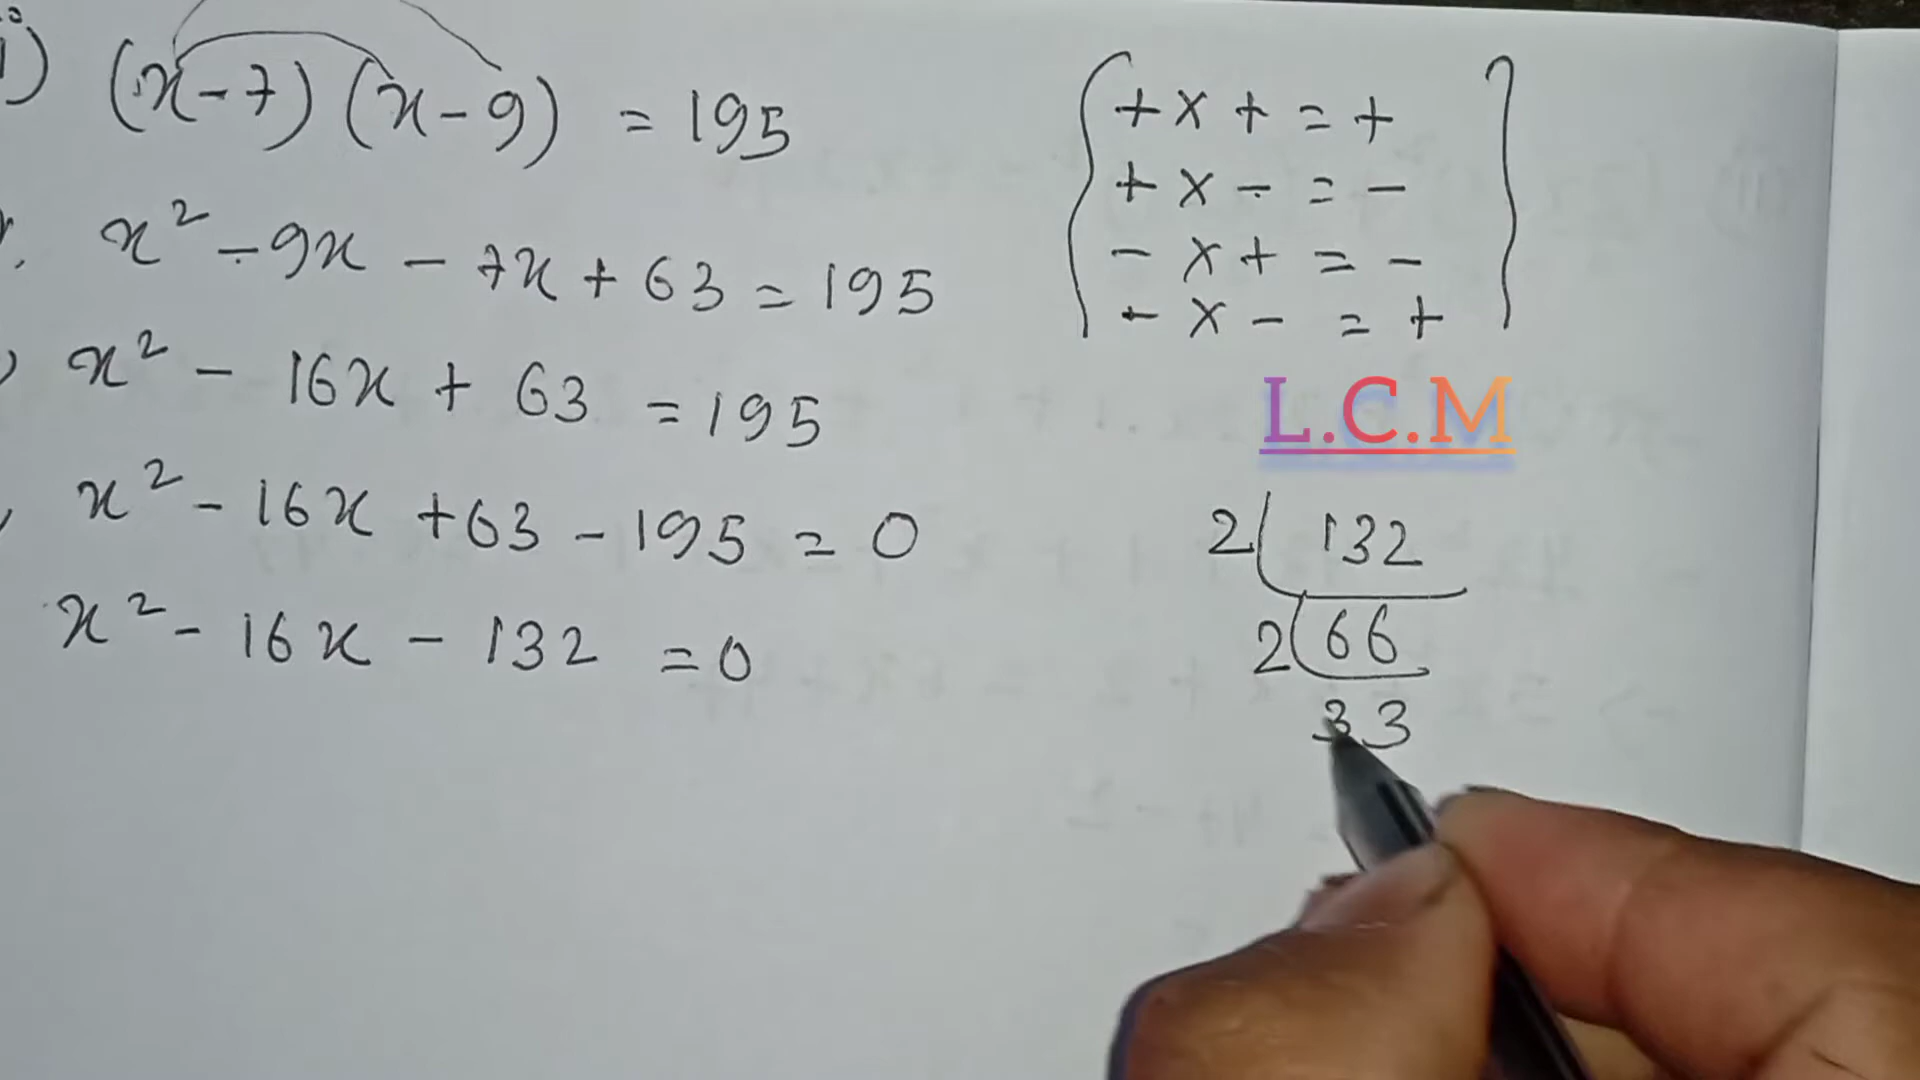 i) (x-7) (x-9) = 195
x² - 9x - 7x + 63 = 195
x² - 16x + 63 = 195
x² - 16x + 63 - 195 = 0
x² - 16x - 132 = 0
+ x + = +
+ x - = -
- x + = -
- x - = +
L.C.M
2 132
2 66
33